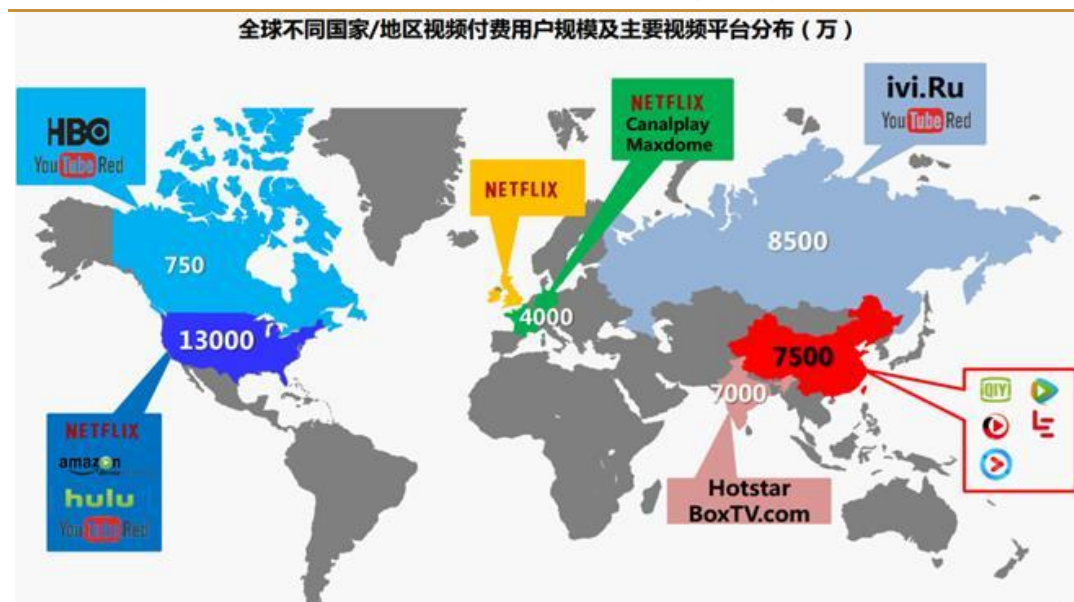 全球不同国家/地区视频付费用户规模及主要视频平台分布（万）
HBO
YouTube Red
NETFLIX
NETFLIX
Canalplay
Maxdome
ivi.Ru
YouTube Red
750
13000
4000
8500
7500
7000
NETFLIX
amazon
hulu
YouTube Red
QIY
LE
Hotstar
BoxTV.com